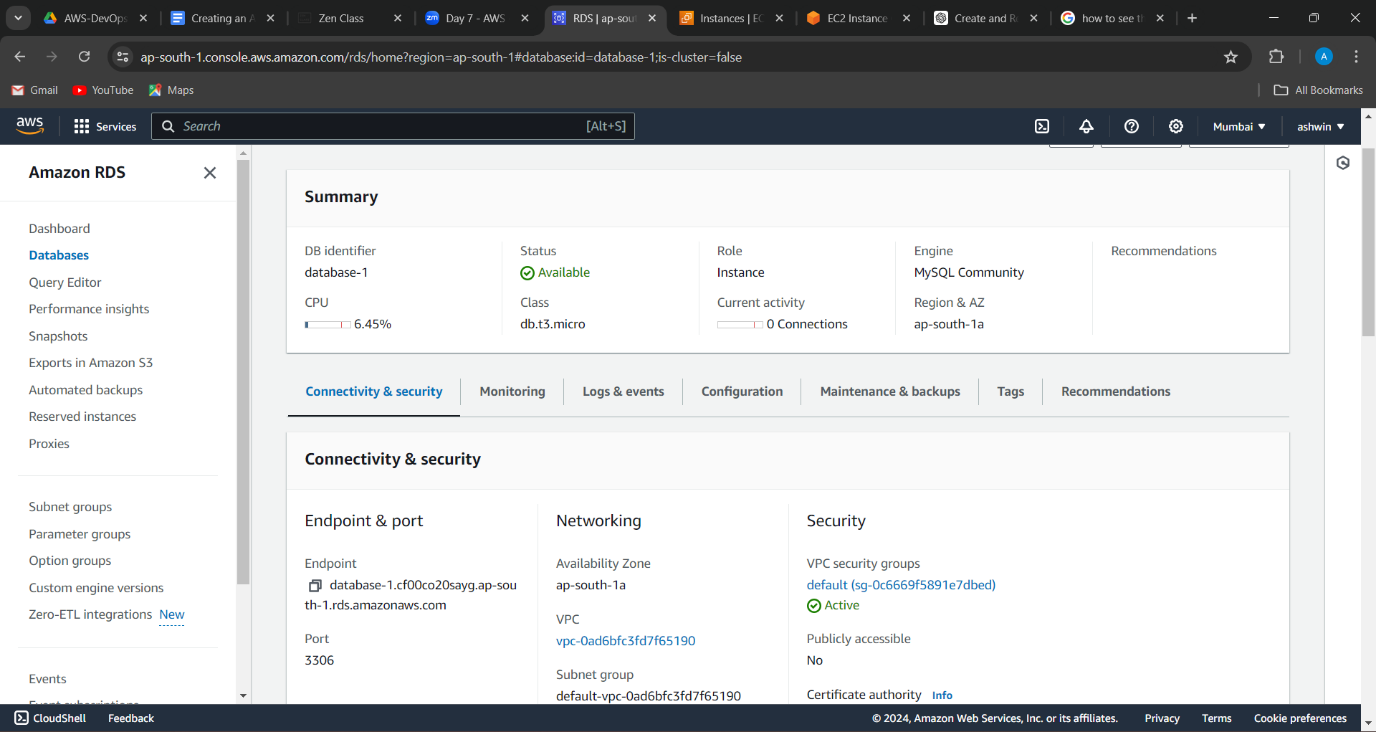 AWS-DevOps
Creating an A
Zen Class
Day 7 - AWS
RDS | ap-sout
Instances | EC
EC2 Instance
Create and Re
how to see th
ap-south-1.console.aws.amazon.com/rds/home?region=ap-south-1#database:id=database-1;is-cluster=false
A
Gmail
YouTube
Maps
All Bookmarks
aws
Services
Search
[Alt+S]
Mumbai
ashwin
Amazon RDS
Dashboard
Databases
Query Editor
Performance insights
Snapshots
Exports in Amazon S3
Automated backups
Reserved instances
Proxies
Subnet groups
Parameter groups
Option groups
Custom engine versions
Zero-ETL integrations New
Events
Event subscriptions
Summary
DB identifier
database-1
CPU
6.45%
Status
Available
Class
db.t3.micro
Role
Instance
Current activity
0 Connections
Engine
MySQL Community
Region & AZ
ap-south-1a
Recommendations
Connectivity & security
Monitoring
Logs & events
Configuration
Maintenance & backups
Tags
Recommendations
Connectivity & security
Endpoint & port
Endpoint
database-1.cf00co20sayg.ap-sou
th-1.rds.amazonaws.com
Port
3306
Networking
Availability Zone
ap-south-1a
VPC
vpc-0ad6bfc3fd7f65190
Subnet group
default-vpc-0ad6bfc3fd7f65190
Security
VPC security groups
default (sg-0c6669f5891e7dbed)
Active
Publicly accessible
No
Certificate authority Info
CloudShell
Feedback
© 2024, Amazon Web Services, Inc. or its affiliates.
Privacy
Terms
Cookie preferences